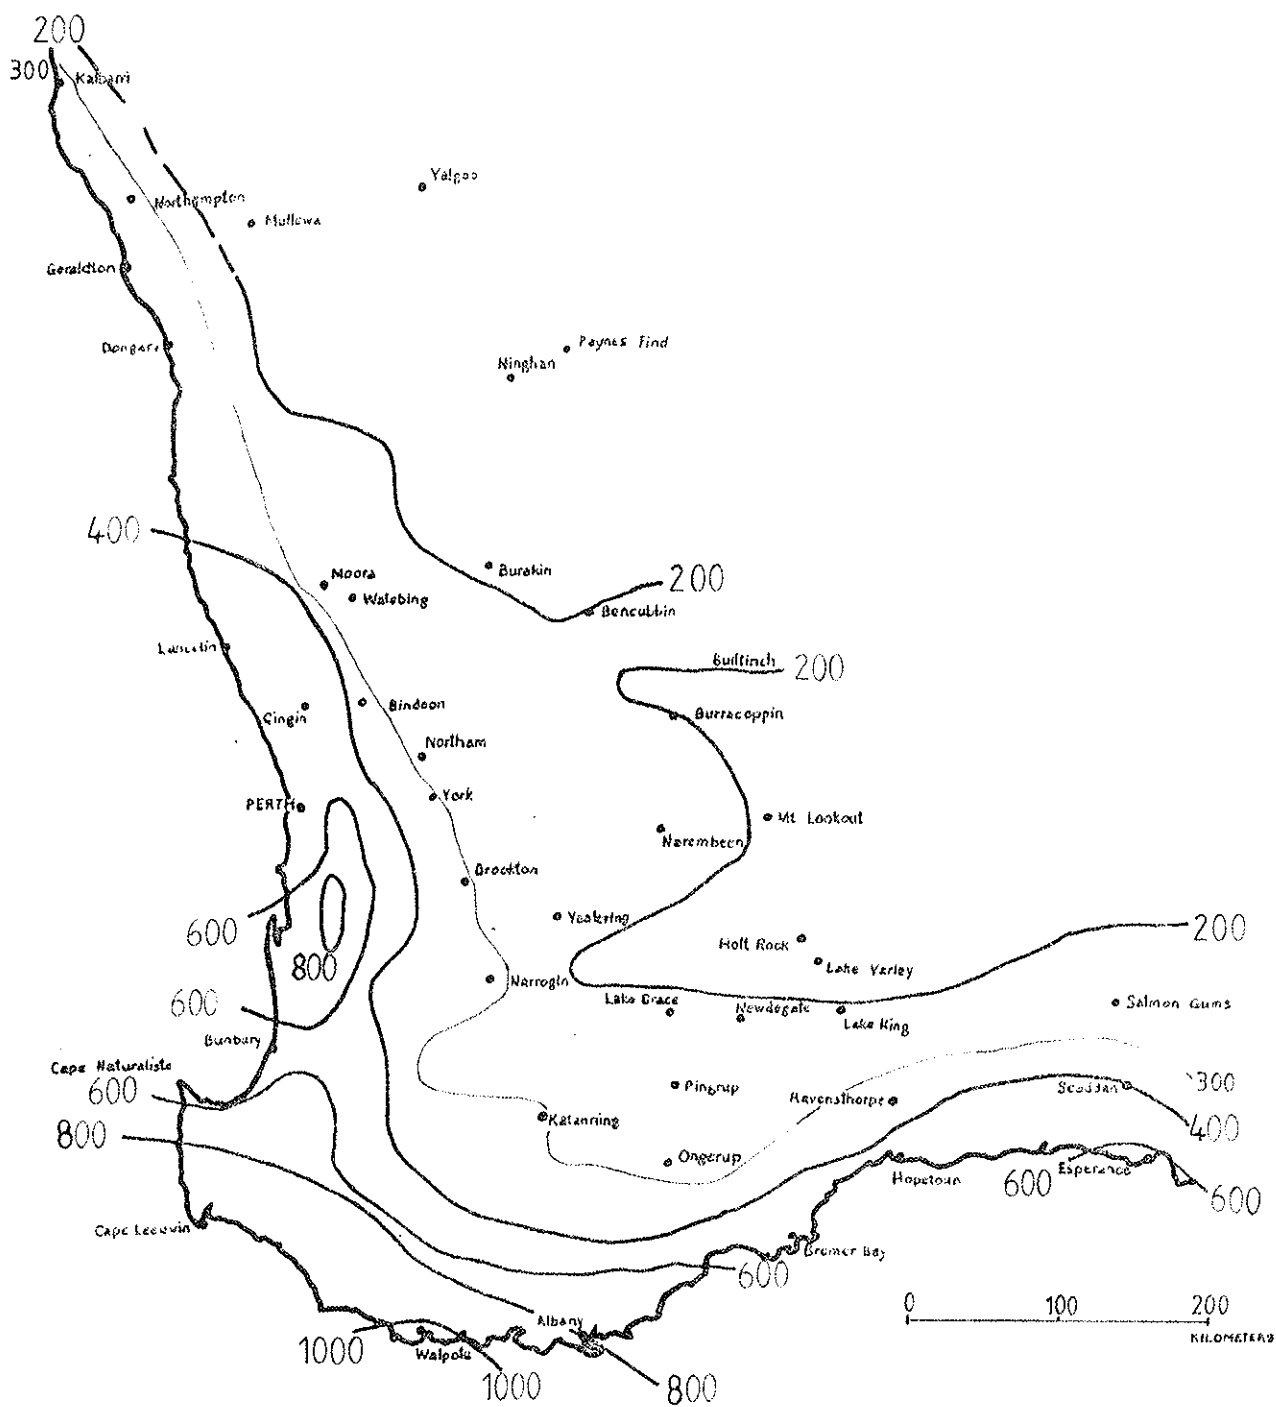 200
300
Kalbarri
Yalgoo
Northampton
Mullewa
Geraldton
Dongara
Paynes Find
Ninghan
400
Moora
Burakin
200
Watebing
Bencubbin
Lancelin
Bullfinch
200
Gingin
Bindoon
Burracoppin
Northam
York
PERTH
Mt Lookout
Narembeen
Brookton
Yealering
600
200
Holt Rock
800
Lake Varley
Narrogin
600
Lake Grace
Newdegate
Lake King
Salmon Gums
Bunbury
Cape Naturaliste
600
Pingrup
Ravensthorpe
Scaddan
300
800
Katanning
400
Ongerup
Hopetoun
600
Esperance
600
Cape Leeuwin
Bremer Bay
600
0 100 200
KILOMETERS
Albany
1000
Walpole
1000
800